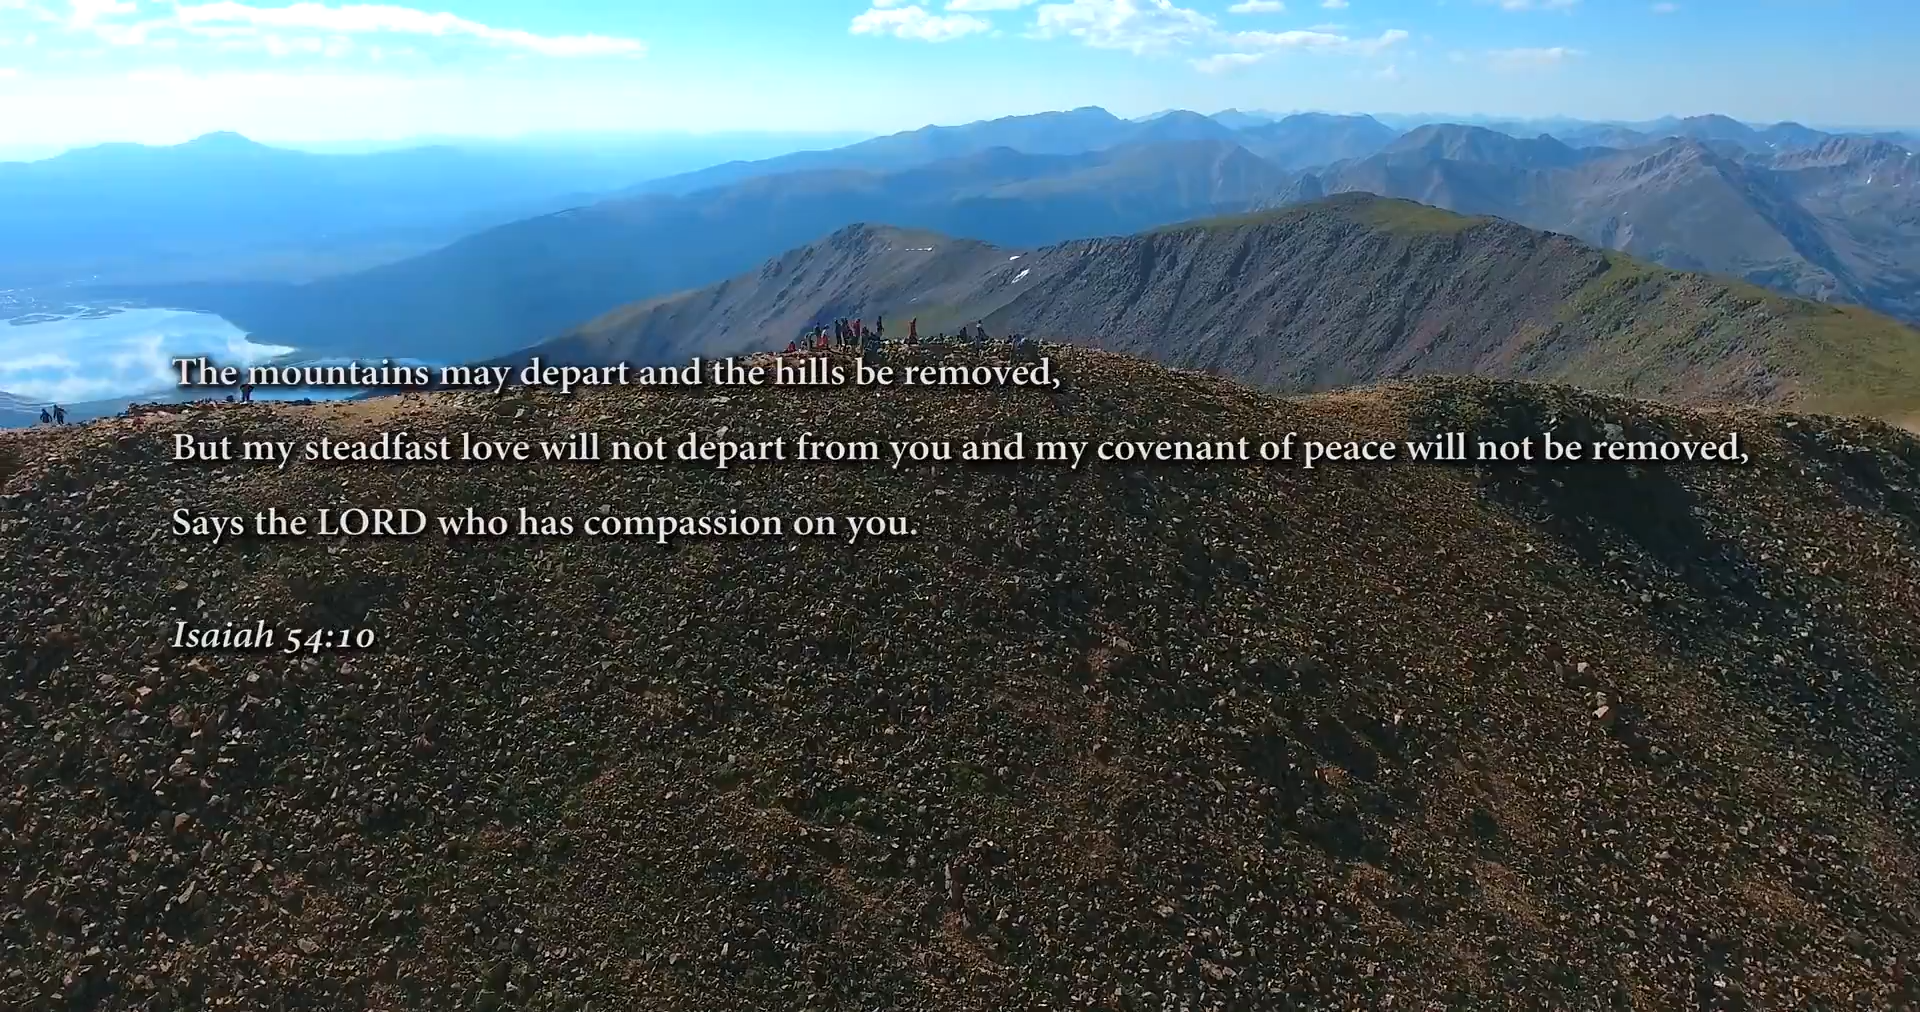 The mountains may depart and the hills be removed,
But my steadfast love will not depart from you and my covenant of peace will not be removed,
Says the LORD who has compassion on you.
Isaiah 54:10